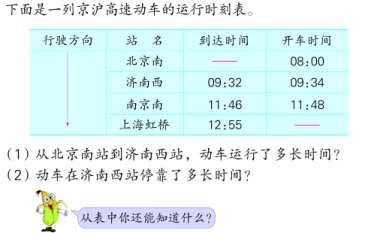 下面是一列京沪高速动车的运行时刻表。
行驶方向 站 名 到达时间 开车时间
北京南 —— 08:00
济南西 09:32 09:34
南京南 11:46 11:48
上海虹桥 12:55 ——
(1) 从北京南站到济南西站，动车运行了多长时间？
(2) 动车在济南西站停靠了多长时间？
从表中你还能知道什么？